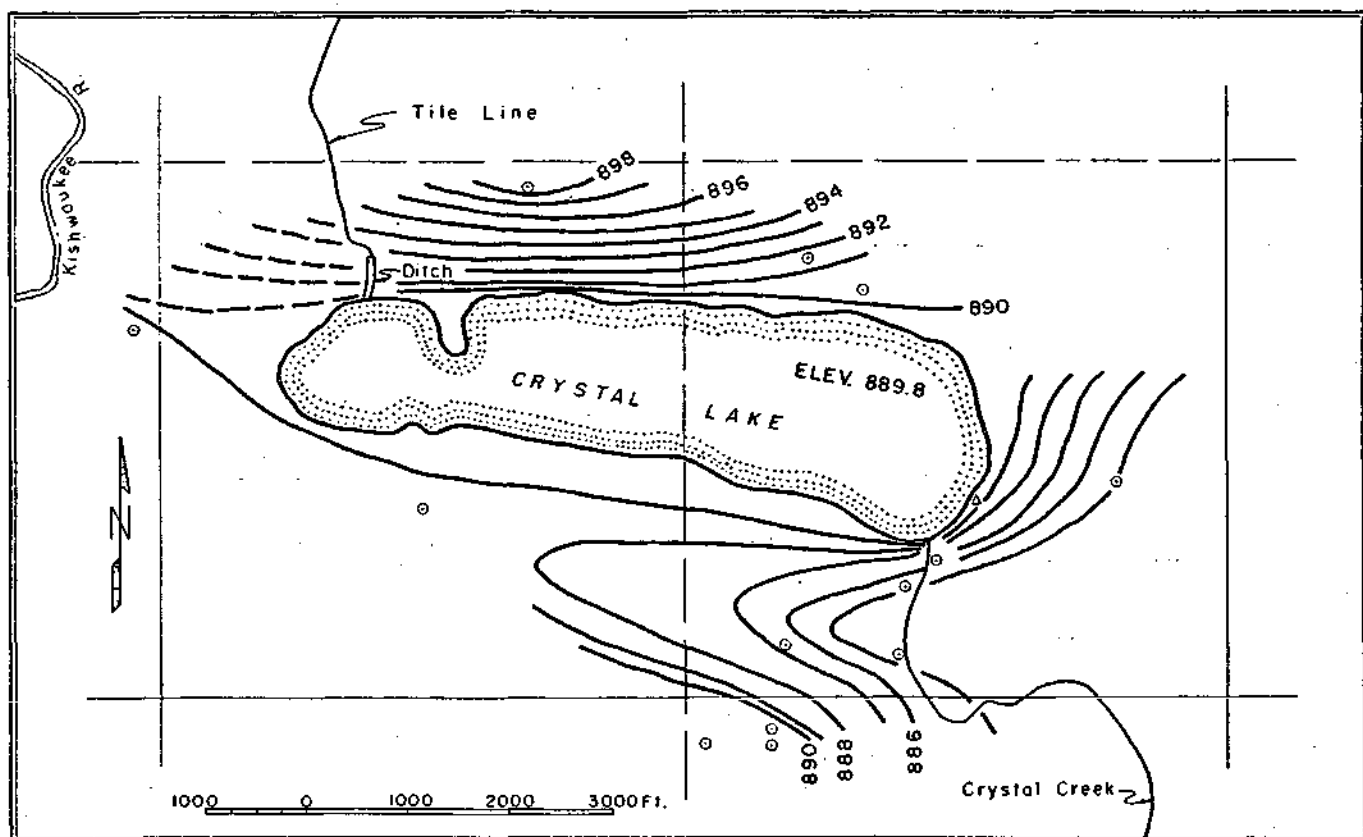 Kishwaukee R
Tile Line
898
896
894
892
Ditch
890
ELEV. 889.8
CRYSTAL LAKE
N
890
888
886
1000 0 1000 2000 3000 Ft.
Crystal Creek